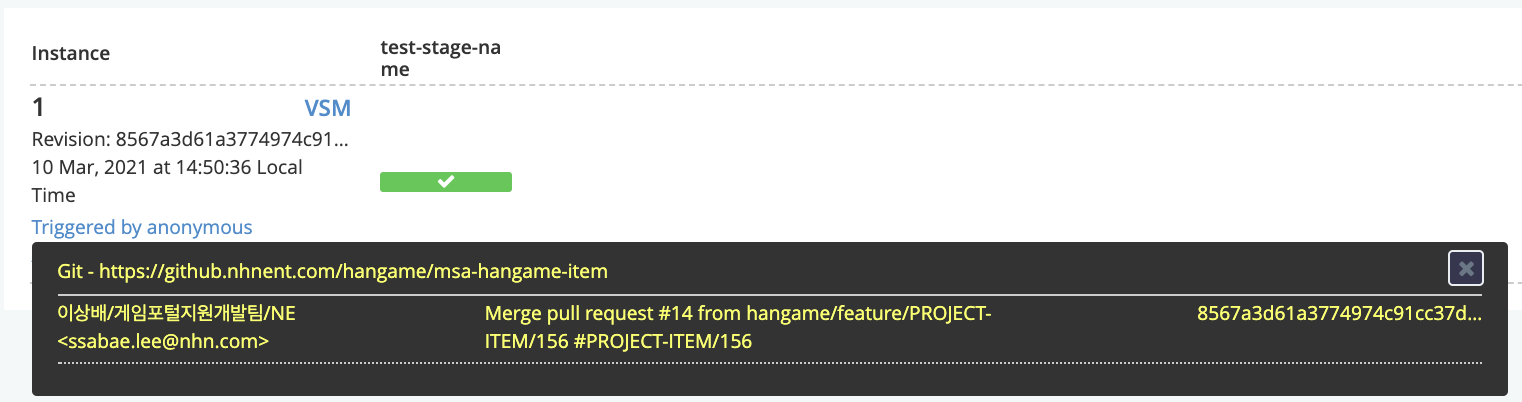 Instance
test-stage-na
me
1
VSM
Revision: 8567a3d61a3774974c91...
10 Mar, 2021 at 14:50:36 Local
Time
Triggered by anonymous
Git - https://github.nhnent.com/hangame/msa-hangame-item
이상배/게임포털지원개발팀/NE
<ssabae.lee@nhn.com>
Merge pull request #14 from hangame/feature/PROJECT-
ITEM/156 #PROJECT-ITEM/156
8567a3d61a3774974c91cc37d...